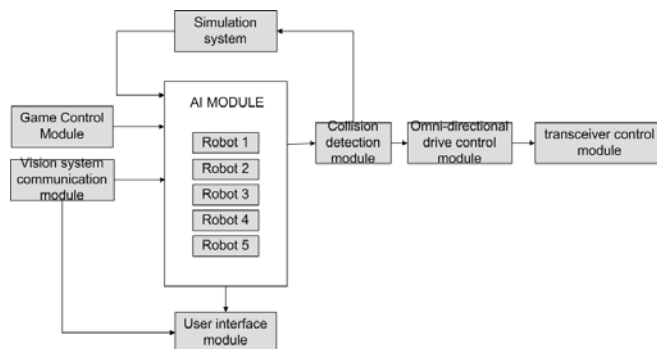 Simulation
system
AI MODULE
Game Control
Module
Robot 1
Collision
detection
module
Omni-directional
drive control
module
transceiver control
module
Vision system
communication
module
Robot 2
Robot 3
Robot 4
Robot 5
User interface
module